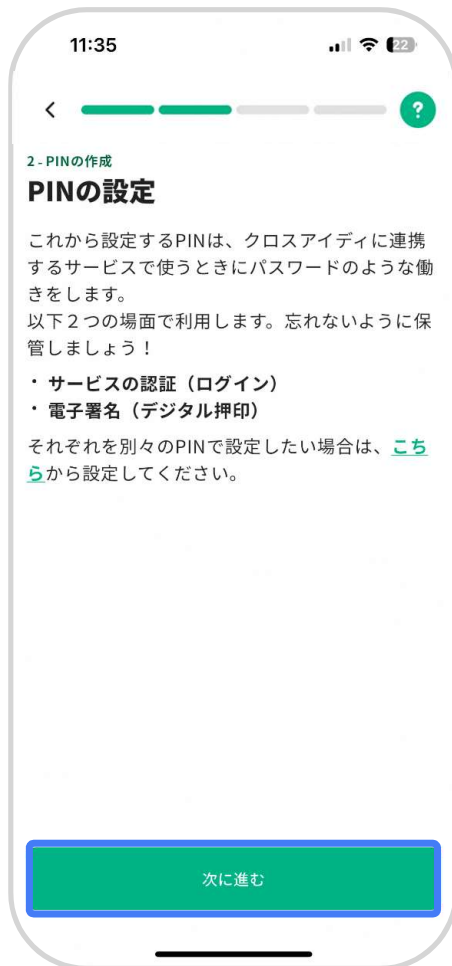 11:35
22
?
2 - PINの作成
PINの設定
これから設定するPINは、クロスアイディに連携
するサービスで使うときにパスワードのような働
きをします。
以下２つの場面で利用します。忘れないように保
管しましょう！
・サービスの認証（ログイン）
・電子署名（デジタル押印）
それぞれを別々のPINで設定したい場合は、こち
らから設定してください。
次に進む